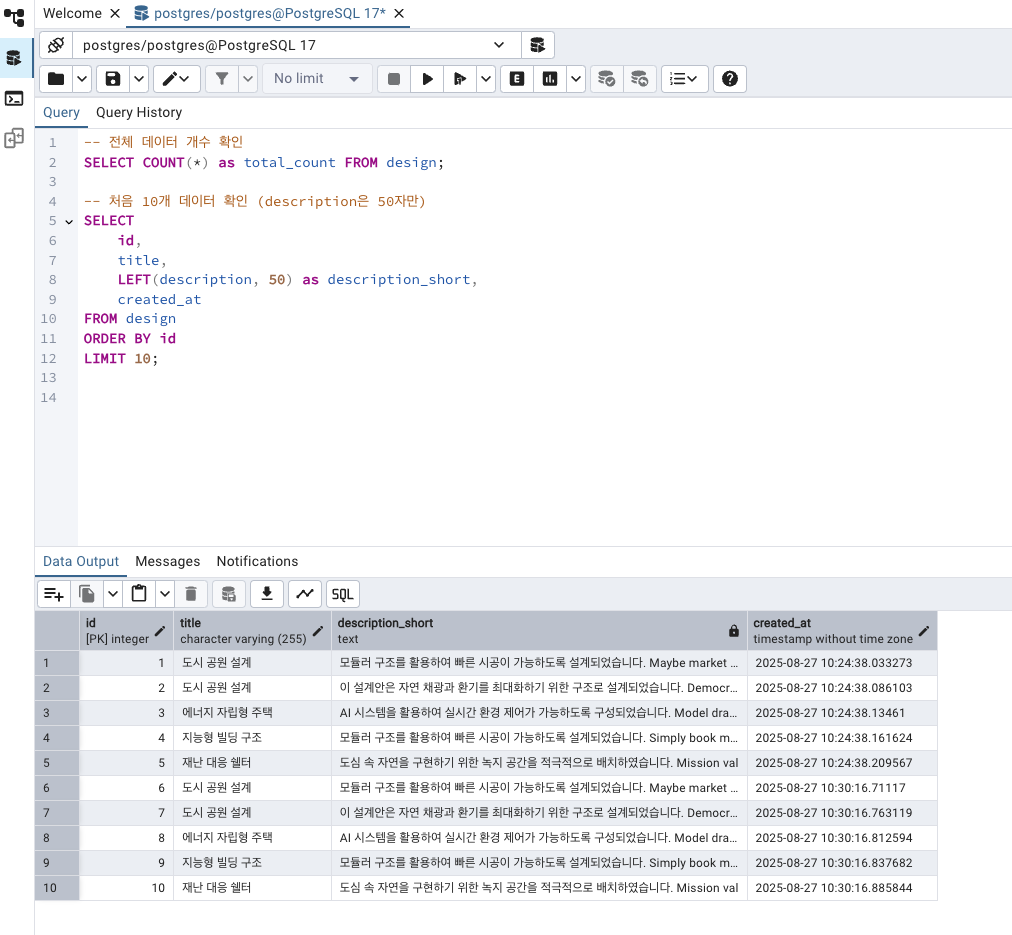 Welcome
postgres/postgres@PostgreSQL 17*
postgres/postgres@PostgreSQL 17
No limit
E
Query Query History
1 -- 전체 데이터 개수 확인
2 SELECT COUNT(*) as total_count FROM design;
3
4 -- 처음 10개 데이터 확인 (description은 50자만)
5 SELECT
6 id,
7 title,
8 LEFT(description, 50) as description_short,
9 created_at
10 FROM design
11 ORDER BY id
12 LIMIT 10;
13
14
Data Output Messages Notifications
SQL
id title description_short created_at
[PK] integer character varying (255) text timestamp without time zone
1 1 도시 공원 설계 모듈러 구조를 활용하여 빠른 시공이 가능하도록 설계되었습니다. Maybe market ... 2025-08-27 10:24:38.033273
2 2 도시 공원 설계 이 설계안은 자연 채광과 환기를 최대화하기 위한 구조로 설계되었습니다. Democr... 2025-08-27 10:24:38.086103
3 3 에너지 자립형 주택 AI 시스템을 활용하여 실시간 환경 제어가 가능하도록 구성되었습니다. Model dra... 2025-08-27 10:24:38.13461
4 4 지능형 빌딩 구조 모듈러 구조를 활용하여 빠른 시공이 가능하도록 설계되었습니다. Simply book m... 2025-08-27 10:24:38.161624
5 5 재난 대응 쉘터 도심 속 자연을 구현하기 위한 녹지 공간을 적극적으로 배치하였습니다. Mission val 2025-08-27 10:24:38.209567
6 6 도시 공원 설계 모듈러 구조를 활용하여 빠른 시공이 가능하도록 설계되었습니다. Maybe market ... 2025-08-27 10:30:16.71117
7 7 도시 공원 설계 이 설계안은 자연 채광과 환기를 최대화하기 위한 구조로 설계되었습니다. Democr... 2025-08-27 10:30:16.763119
8 8 에너지 자립형 주택 AI 시스템을 활용하여 실시간 환경 제어가 가능하도록 구성되었습니다. Model dra... 2025-08-27 10:30:16.812594
9 9 지능형 빌딩 구조 모듈러 구조를 활용하여 빠른 시공이 가능하도록 설계되었습니다. Simply book m... 2025-08-27 10:30:16.837682
10 10 재난 대응 쉘터 도심 속 자연을 구현하기 위한 녹지 공간을 적극적으로 배치하였습니다. Mission val 2025-08-27 10:30:16.885844